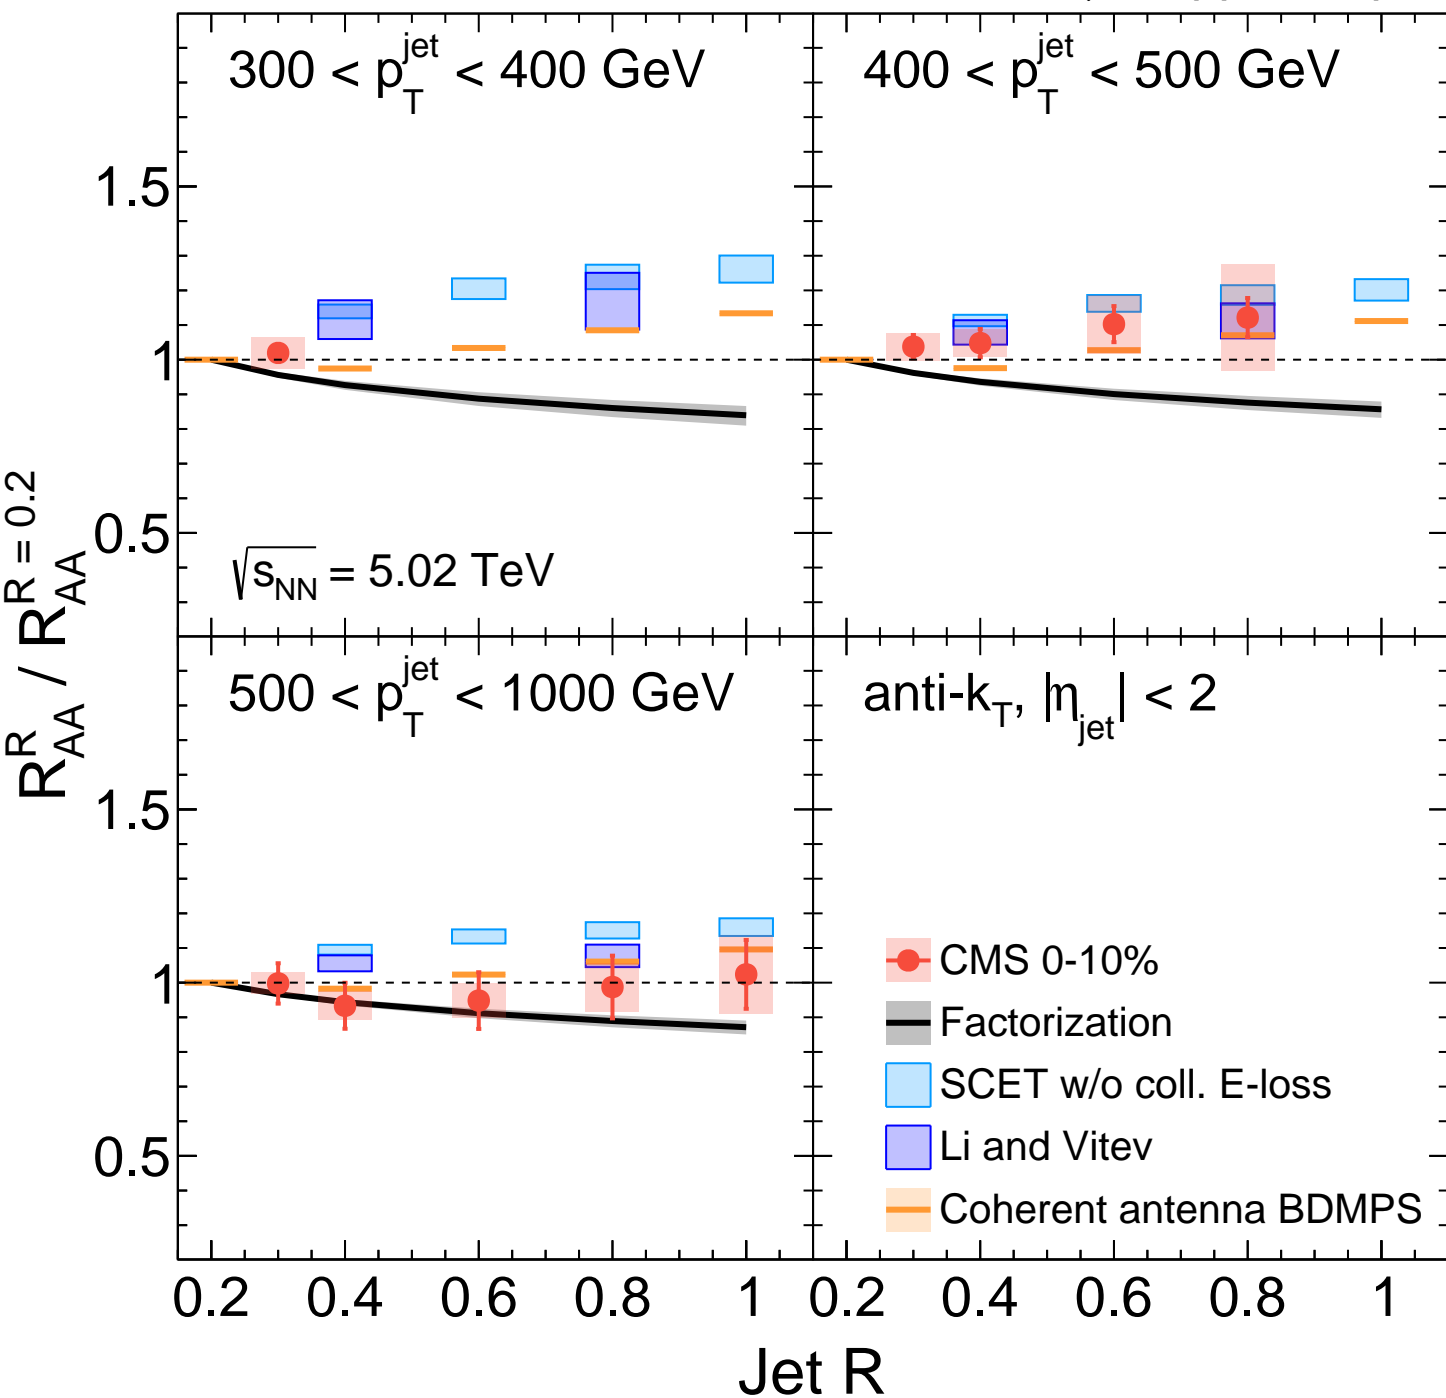 300 < p_T^jet < 400 GeV
400 < p_T^jet < 500 GeV
1.5
1
0.5
√s_NN = 5.02 TeV
500 < p_T^jet < 1000 GeV
anti-k_T, |η_jet| < 2
1.5
1
0.5
CMS 0-10%
Factorization
SCET w/o coll. E-loss
Li and Vitev
Coherent antenna BDMPS
0.2 0.4 0.6 0.8 1 0.2 0.4 0.6 0.8 1
Jet R
R_AA^R / R_AA^R = 0.2